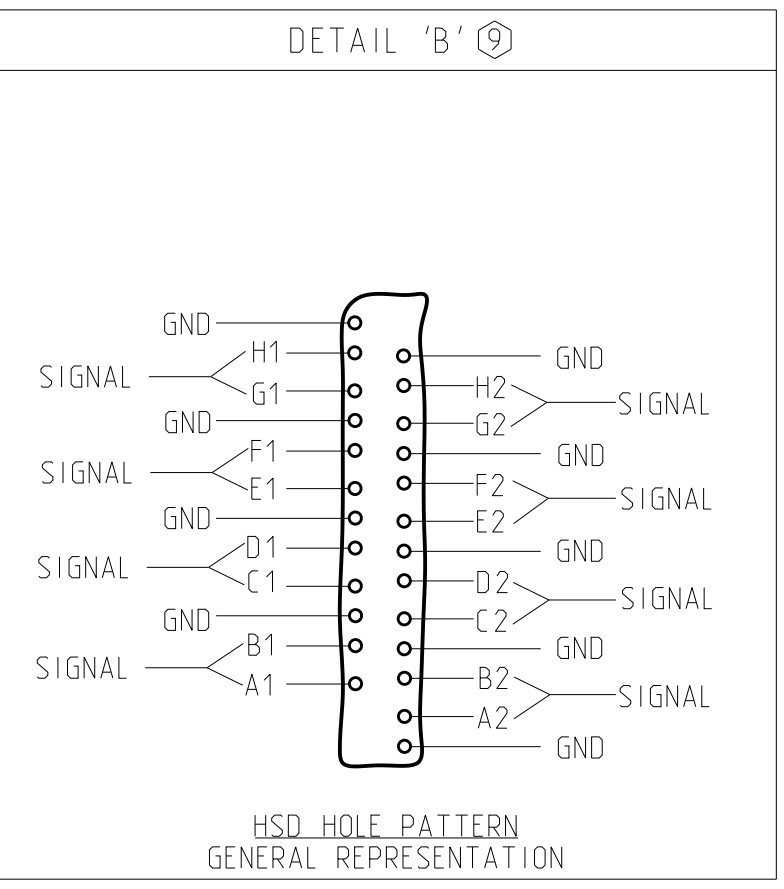 DETAIL 'B' 9
GND
H1
GND
SIGNAL
H2
G1
SIGNAL
GND
G2
F1
GND
SIGNAL
F2
E1
SIGNAL
GND
E2
D1
GND
SIGNAL
D2
C1
SIGNAL
GND
C2
B1
GND
SIGNAL
B2
A1
SIGNAL
A2
GND
HSD HOLE PATTERN
GENERAL REPRESENTATION